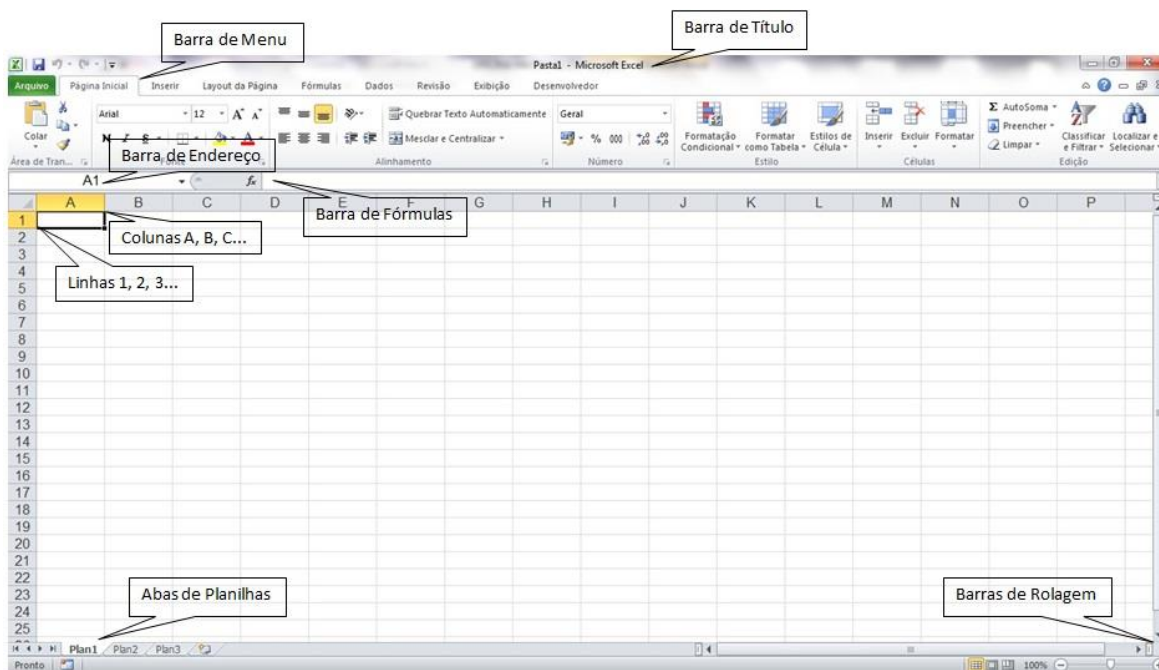 Barra de Menu
Barra de Título
Pasta1 - Microsoft Excel
Arquivo Página Inicial Inserir Layout da Página Fórmulas Dados Revisão Exibição Desenvolvedor
Arial 12 A A Quebrar Texto Automaticamente Geral
Colar
N I S A Mesclar e Centralizar % 000
Formatação Condicional
Formatar como Tabela
Estilos de Célula
Inserir Excluir Formatar
Σ AutoSoma
Preencher
Limpar
Classificar e Filtrar
Localizar e Selecionar
Área de Tran... Alinhamento Número Estilo Células Edição
Barra de Endereço
A1 fx
A B C D E F G H I J K L M N O P
Barra de Fórmulas
Colunas A, B, C...
Linhas 1, 2, 3...
1
2
3
4
5
6
7
8
9
10
11
12
13
14
15
16
17
18
19
20
21
22
23
24
25
Abas de Planilhas
Barras de Rolagem
Plan1 Plan2 Plan3
Pronto 100%